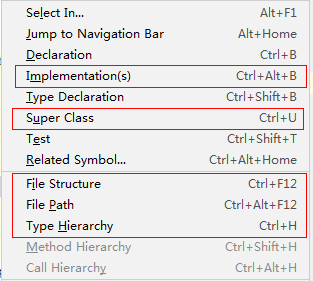 Select In... Alt+F1
Jump to Navigation Bar Alt+Home
Declaration Ctrl+B
Implementation(s) Ctrl+Alt+B
Type Declaration Ctrl+Shift+B
Super Class Ctrl+U
Test Ctrl+Shift+T
Related Symbol... Ctrl+Alt+Home
File Structure Ctrl+F12
File Path Ctrl+Alt+F12
Type Hierarchy Ctrl+H
Method Hierarchy Ctrl+Shift+H
Call Hierarchy Ctrl+Alt+H